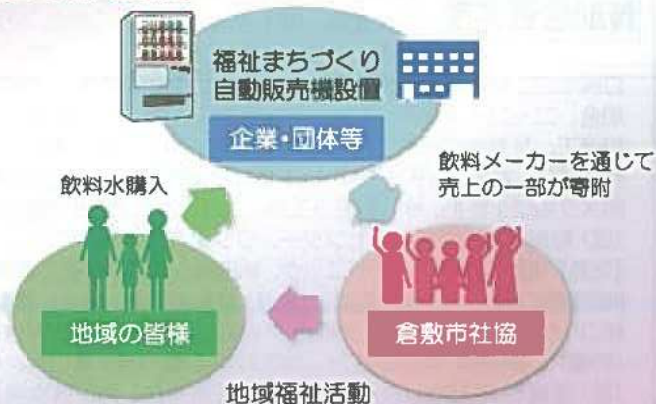 福祉まちづくり
自動販売機設置
企業・団体等
飲料メーカーを通じて
売上の一部が寄附
飲料水購入
地域の皆様
倉敷市社協
地域福祉活動